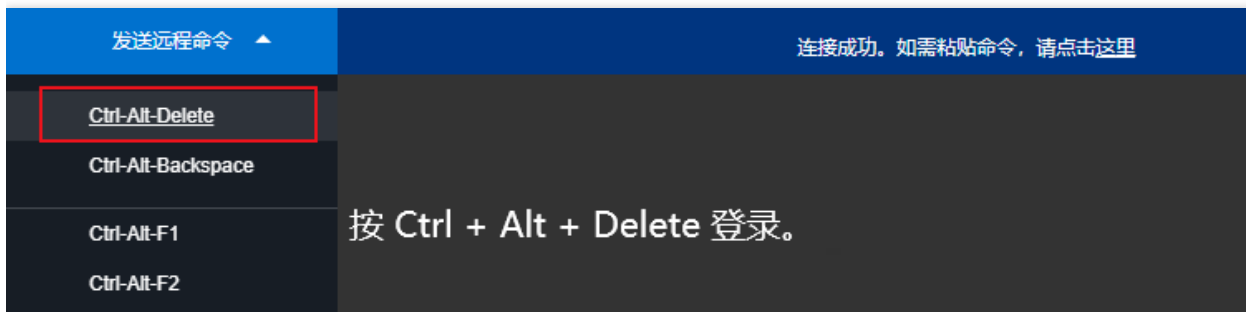 发送远程命令
连接成功。如需粘贴命令，请点击这里
Ctrl-Alt-Delete
Ctrl-Alt-Backspace
Ctrl-Alt-F1
按 Ctrl + Alt + Delete 登录。
Ctrl-Alt-F2